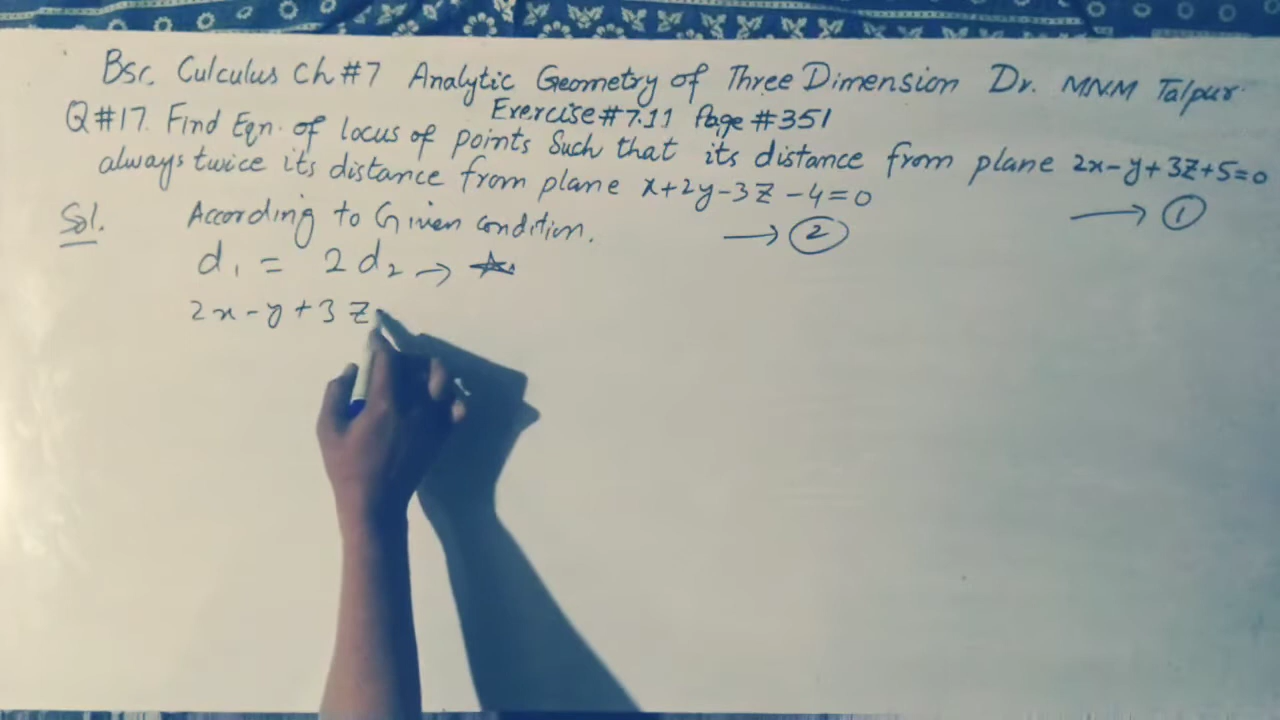 Bsc. Culculus Ch#7 Analytic Geometry of Three Dimension Dr. MNM Talpur.
Exercise#7.11 Page #351
Q#17. Find Eqn. of locus of points Such that its distance from plane 2x-y+3z+5=0
always twice its distance from plane x+2y-3z-4=0
→ ①
→ ②
Sol. According to Given condition.
d₁ = 2d₂ → ☆
2x-y+3z